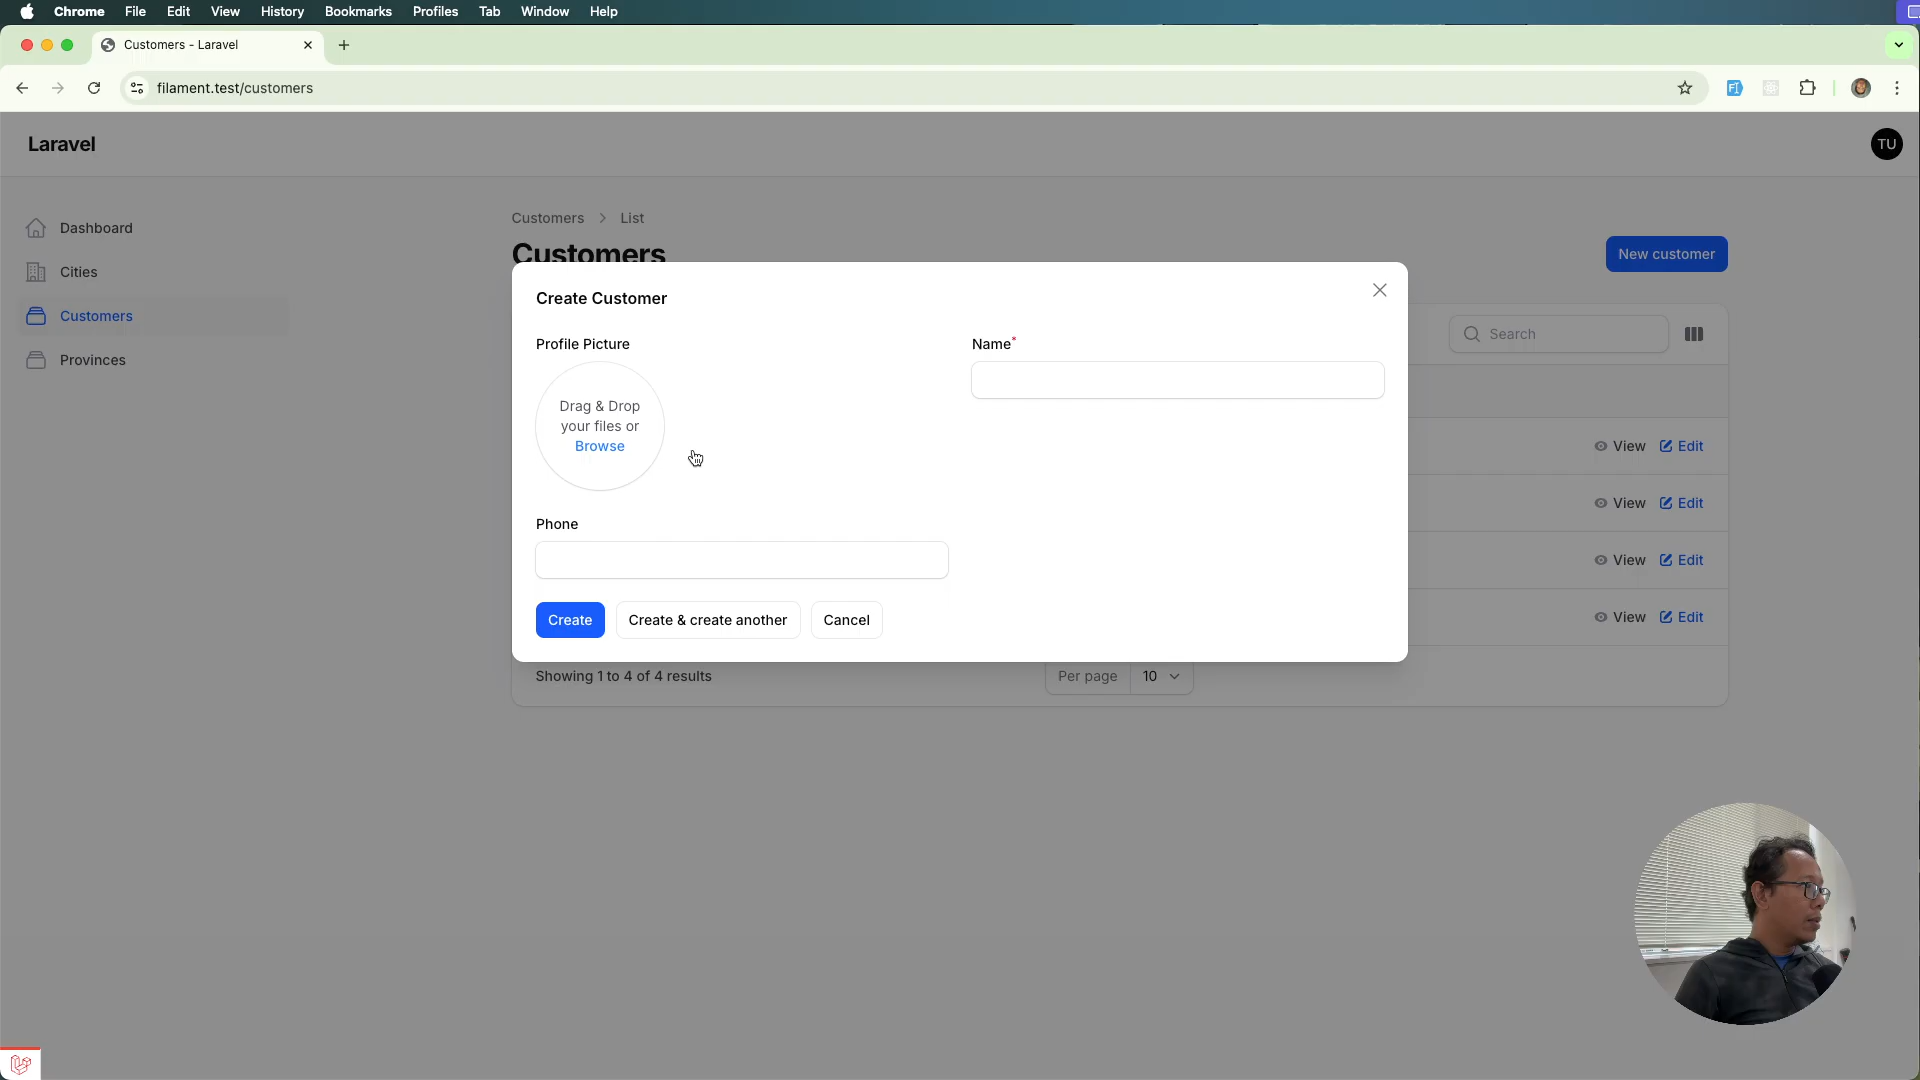 Chrome File Edit View History Bookmarks Profiles Tab Window Help
Customers - Laravel
filament.test/customers
Laravel
TU
Dashboard
Cities
Customers
Provinces
Customers List
Customers
New customer
Search
Create Customer
Profile Picture
Drag & Drop
your files or
Browse
Name*
Phone
Create
Create & create another
Cancel
View Edit
View Edit
View Edit
View Edit
Showing 1 to 4 of 4 results
Per page 10